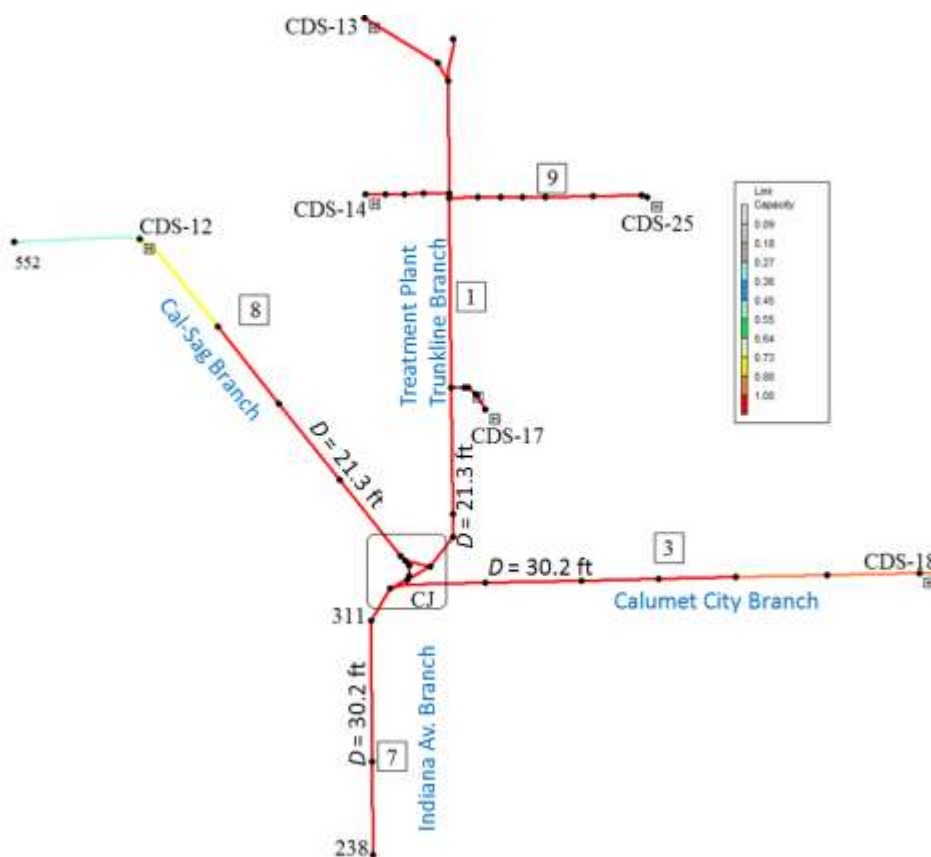 CDS-13
9
CDS-14
CDS-25
CDS-12
552
8
Cal-Sag Branch
1
Treatment Plant
Trunkline Branch
Link
Capacity
0.09
0.18
0.27
0.36
0.45
0.55
0.64
0.73
0.88
1.00
CDS-17
D = 21.3 ft
D = 21.3 ft
3
D = 30.2 ft
CDS-18
CJ
Calumet City Branch
311
D = 30.2 ft
7
Indiana Av. Branch
238